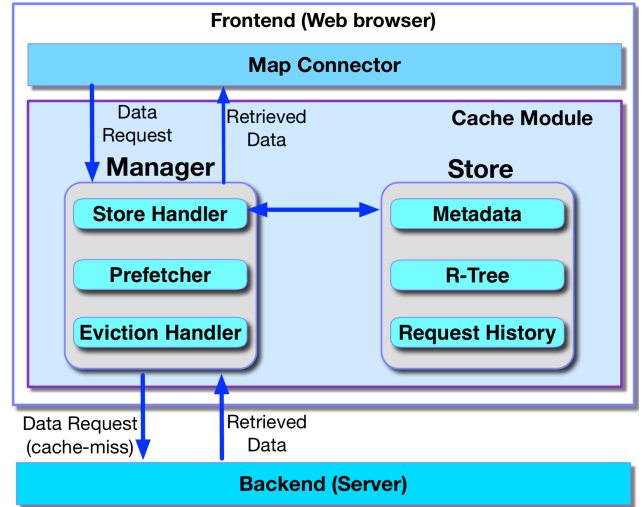 Frontend (Web browser)
Map Connector
Data
Request
Retrieved
Data
Cache Module
Manager
Store
Store Handler
Metadata
Prefetcher
R-Tree
Eviction Handler
Request History
Data Request
(cache-miss)
Retrieved
Data
Backend (Server)